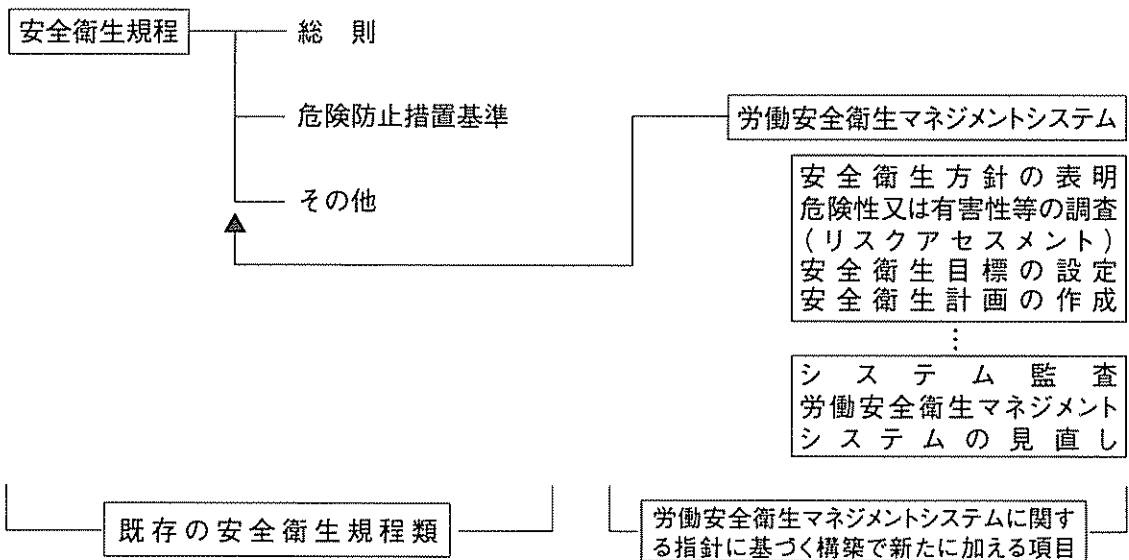 安全衛生規程
総則
危険防止措置基準
その他
労働安全衛生マネジメントシステム
安全衛生方針の表明
危険性又は有害性等の調査
(リスクアセスメント)
安全衛生目標の設定
安全衛生計画の作成
システム監査
労働安全衛生マネジメント
システムの見直し
既存の安全衛生規程類
労働安全衛生マネジメントシステムに関す
る指針に基づく構築で新たに加える項目